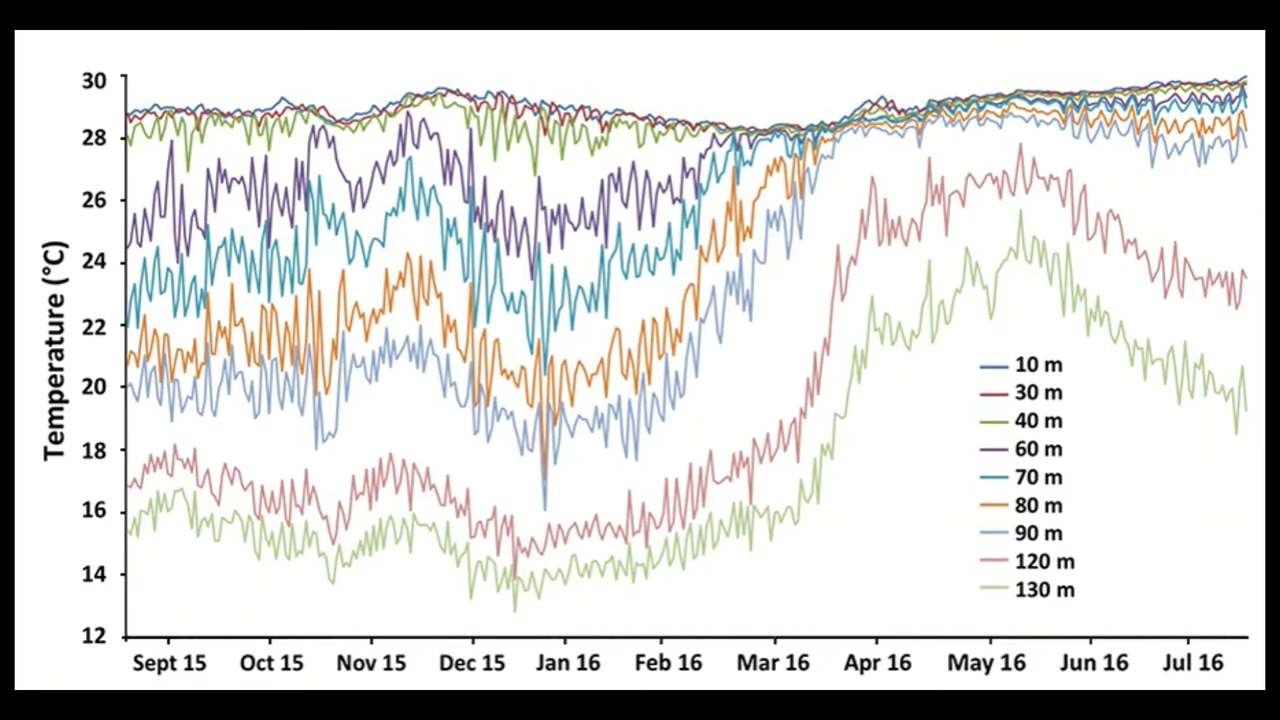 30
28
26
24
22
20
18
16
14
12
Temperature (°C)
Sept 15 Oct 15 Nov 15 Dec 15 Jan 16 Feb 16 Mar 16 Apr 16 May 16 Jun 16 Jul 16
10 m
30 m
40 m
60 m
70 m
80 m
90 m
120 m
130 m